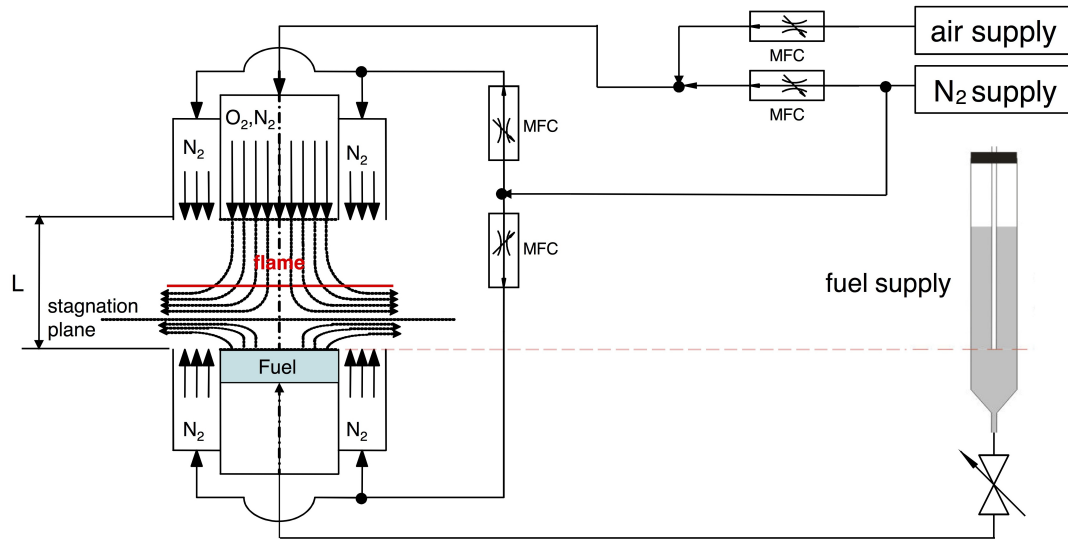 air supply
MFC
N₂ supply
MFC
O₂,N₂
MFC
N₂
N₂
MFC
flame
L
fuel supply
stagnation
plane
Fuel
N₂
N₂